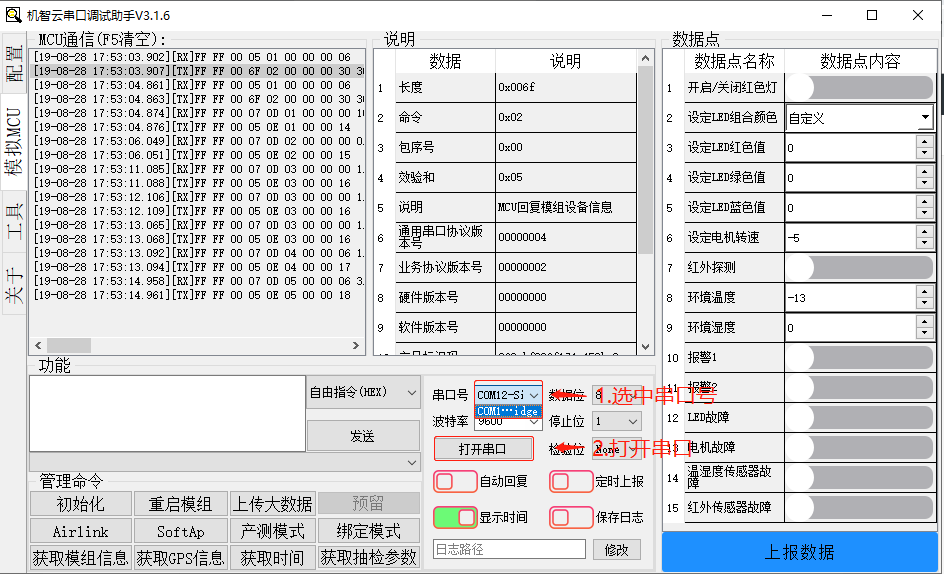 机智云串口调试助手V3.1.6
配置
模拟MCU
工具
关于
MCU通信(F5清空):
[19-08-28 17:53:03.902][RX]FF FF 00 05 01 00 00 00 06
[19-08-28 17:53:03.907][TX]FF FF 00 6F 02 00 00 00 30 3
[19-08-28 17:53:04.861][RX]FF FF 00 05 01 00 00 00 06
[19-08-28 17:53:04.863][TX]FF FF 00 6F 02 00 00 00 30 3
[19-08-28 17:53:04.874][RX]FF FF 00 07 0D 01 00 00 00 1
[19-08-28 17:53:04.876][TX]FF FF 00 05 0E 01 00 00 14
[19-08-28 17:53:06.049][RX]FF FF 00 07 0D 02 00 00 00
[19-08-28 17:53:06.051][TX]FF FF 00 05 0E 02 00 00 15
[19-08-28 17:53:11.085][RX]FF FF 00 07 0D 03 00 00 00
[19-08-28 17:53:11.088][TX]FF FF 00 05 0E 03 00 00 16
[19-08-28 17:53:12.106][RX]FF FF 00 07 0D 03 00 00 00
[19-08-28 17:53:12.109][TX]FF FF 00 05 0E 03 00 00 16
[19-08-28 17:53:13.065][RX]FF FF 00 07 0D 03 00 00 00
[19-08-28 17:53:13.068][TX]FF FF 00 05 0E 03 00 00 16
[19-08-28 17:53:13.092][RX]FF FF 00 07 0D 04 00 00 06
[19-08-28 17:53:13.094][TX]FF FF 00 05 0E 04 00 00 17
[19-08-28 17:53:14.958][RX]FF FF 00 07 0D 05 00 00 06
[19-08-28 17:53:14.961][TX]FF FF 00 05 0E 05 00 00 18
说明
数据 说明
1 长度 0x006f
2 命令 0x02
3 包序号 0x00
4 效验和 0x05
5 说明 MCU回复模组设备信息
6 通用串口协议版
本号 00000004
7 业务协议版本号 00000002
8 硬件版本号 00000000
9 软件版本号 00000000
数据点
数据点名称 数据点内容
1 开启/关闭红色灯
2 设定LED组合颜色 自定义
3 设定LED红色值 0
4 设定LED绿色值 0
5 设定LED蓝色值 0
6 设定电机转速 -5
7 红外探测
8 环境温度 -13
9 环境湿度 0
10 报警1
11 报警2
12 LED故障
13 电机故障
14 温湿度传感器故
障
15 红外传感器故障
上报数据
功能
自由指令(HEX)
发送
管理命令
初始化 重启模组 上传大数据 预留
Airlink SoftAp 产测模式 绑定模式
获取模组信息 获取GPS信息 获取时间 获取抽检参数
串口号 COM12-Si 数据位 8
COM1···idge
波特率 9600 停止位 1
打开串口 检验位 None
自动回复 定时上报
显示时间 保存日志
日志路径 修改
1.选中串口号
2.打开串口